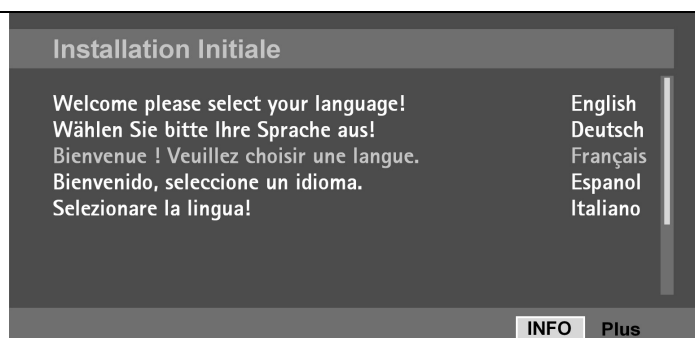 Installation Initiale
Welcome please select your language! English
Wählen Sie bitte Ihre Sprache aus! Deutsch
Bienvenue ! Veuillez choisir une langue. Français
Bienvenido, seleccione un idioma. Espanol
Selezionare la lingua! Italiano
INFO Plus